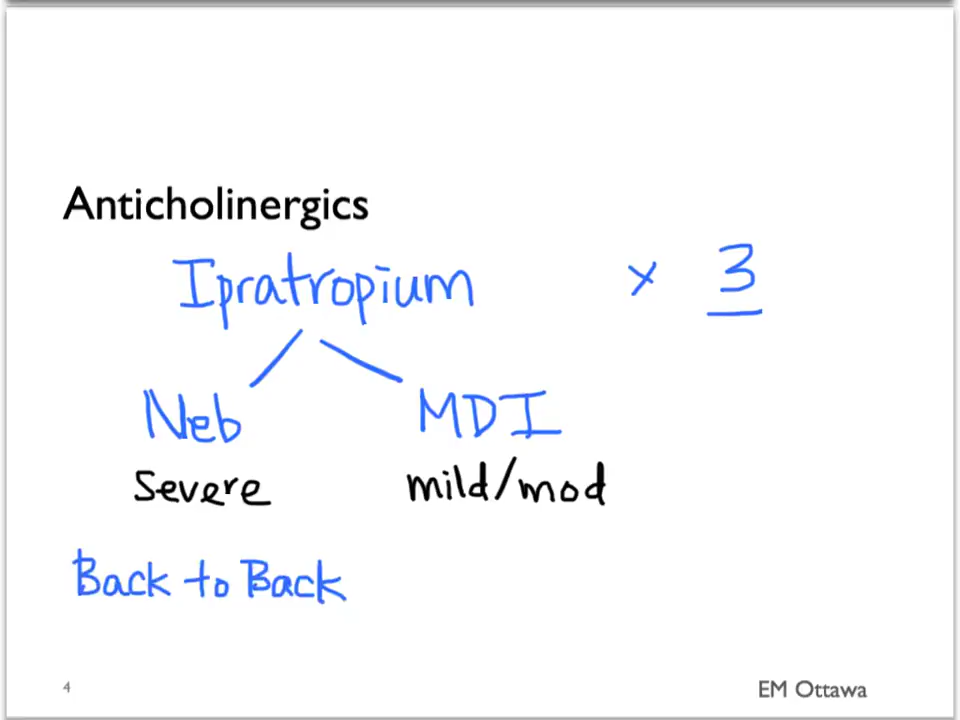 Anticholinergics
Ipratropium x 3
Neb MDI
Severe mild/mod
Back to Back
4 EM Ottawa